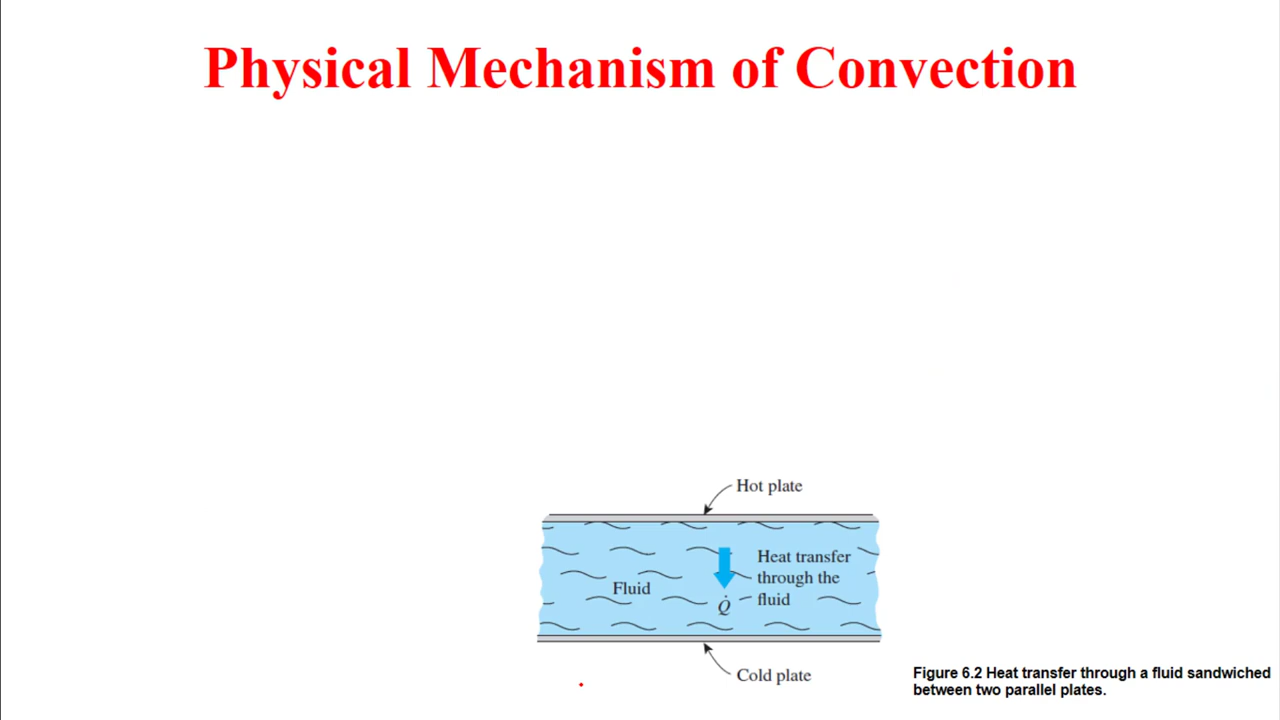 Physical Mechanism of Convection
Hot plate
Heat transfer
through the
fluid
Fluid
Q̇
Cold plate
Figure 6.2 Heat transfer through a fluid sandwiched
between two parallel plates.